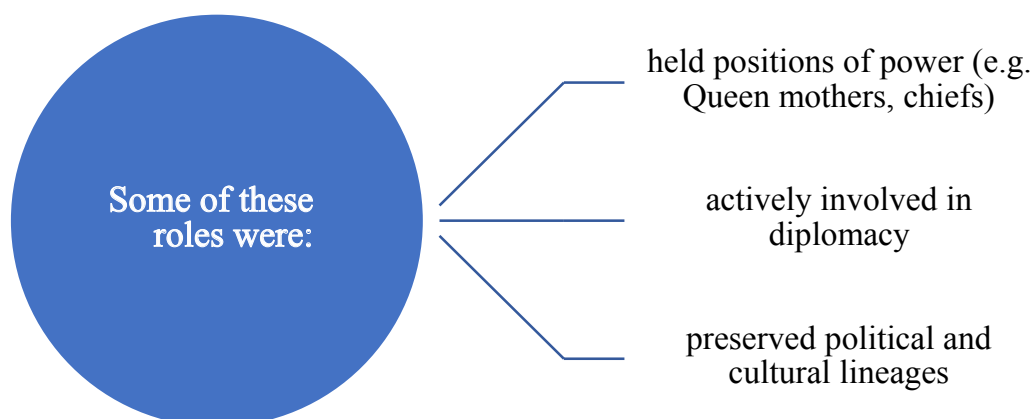 Some of these
roles were:
held positions of power (e.g.
Queen mothers, chiefs)
actively involved in
diplomacy
preserved political and
cultural lineages